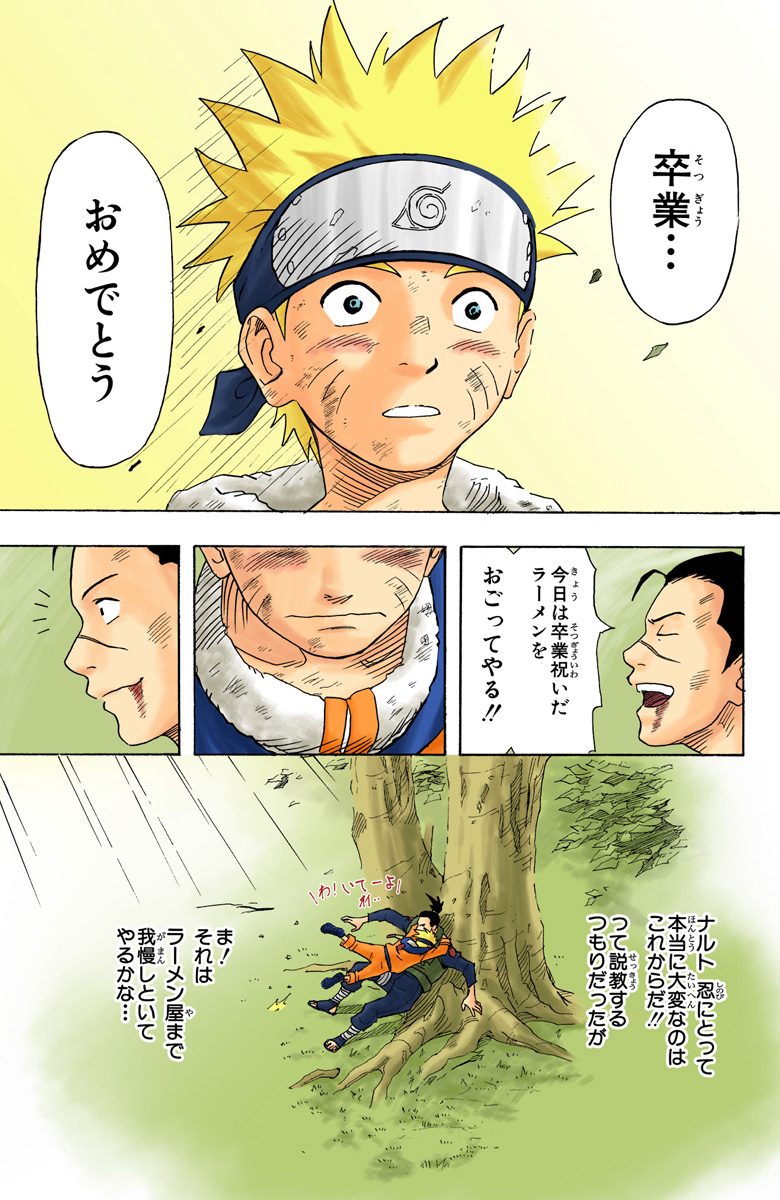 卒業…
おめでとう
今日は卒業祝いだ
ラーメンを
おごってやる!!
わ!いてーよ
ナルト 忍にとって
本当に大変なのは
これからだ!!
って説教する
つもりだったが
ま!
それは
ラーメン屋まで
我慢しといて
やるかな…